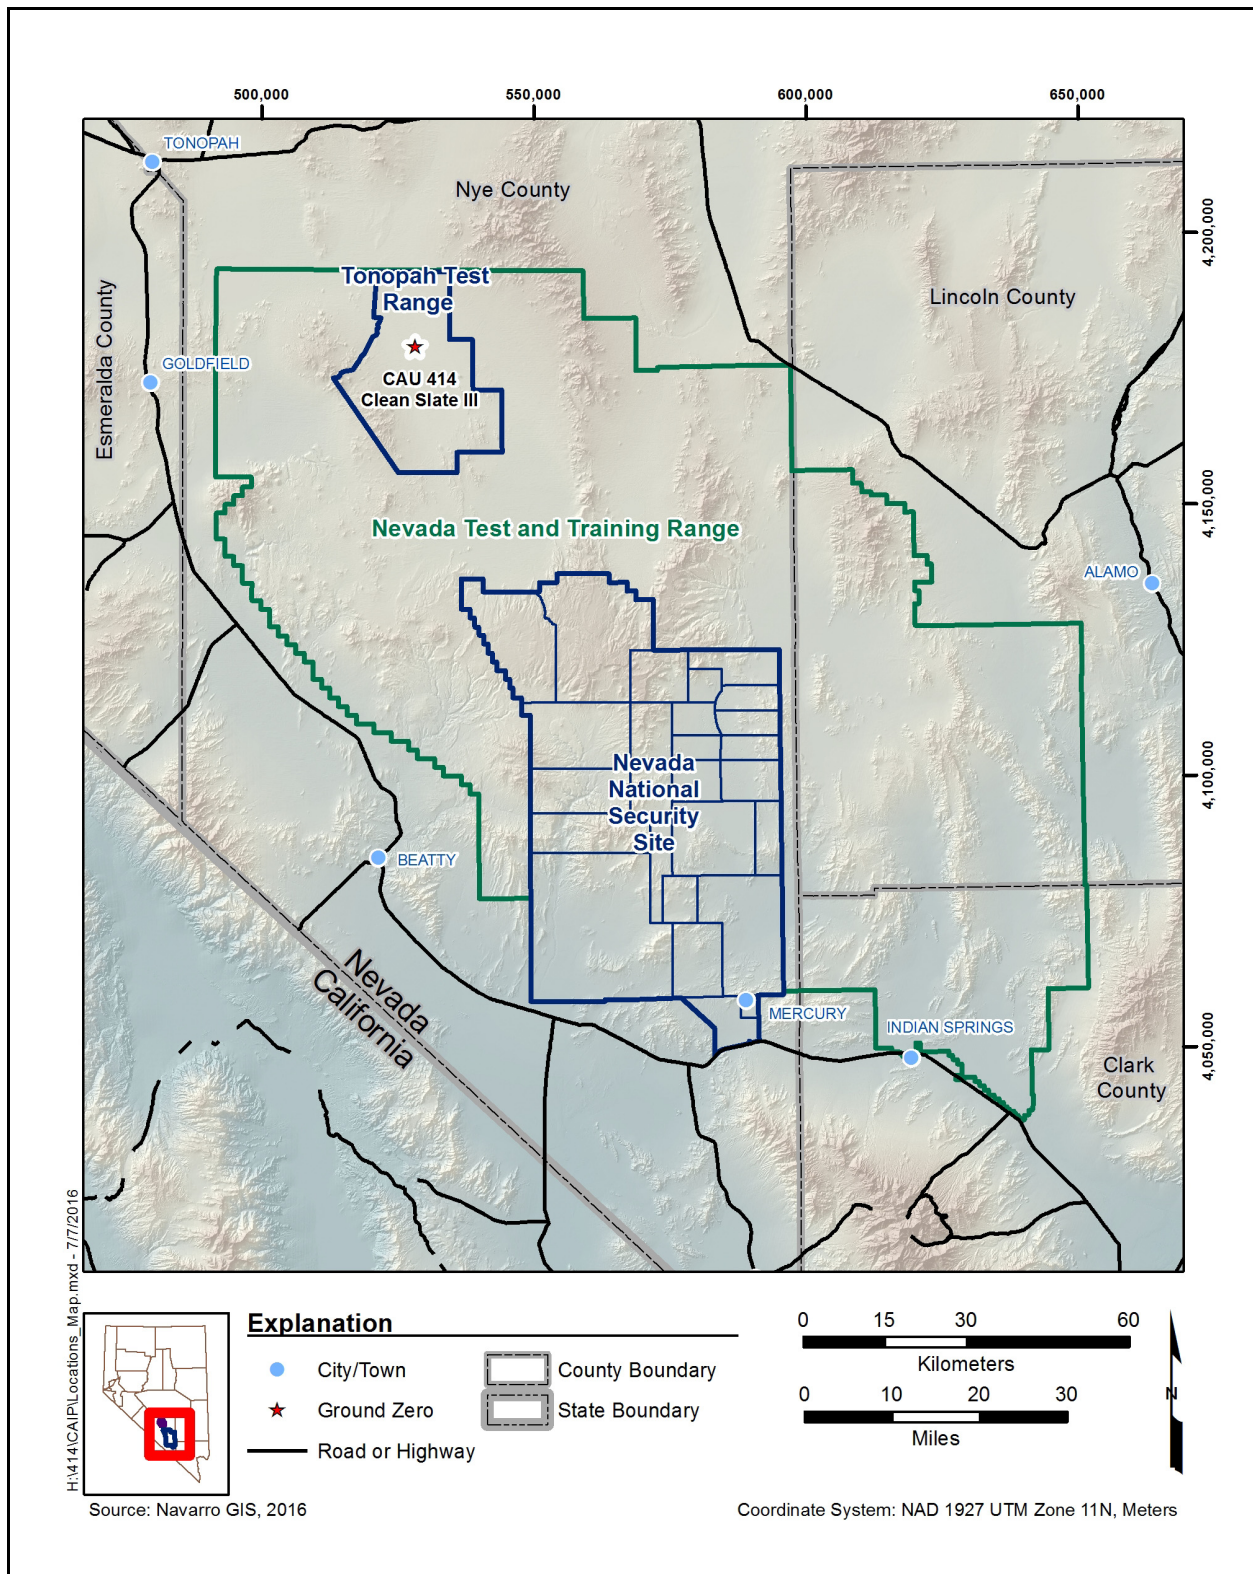 500,000
550,000
600,000
650,000
TONOPAH
Nye County
4,200,000
Tonopah Test
Range
Lincoln County
Esmeralda County
GOLDFIELD
CAU 414
Clean Slate III
4,150,000
Nevada Test and Training Range
ALAMO
Nevada
National
Security
Site
4,100,000
BEATTY
Nevada
California
MERCURY
INDIAN SPRINGS
4,050,000
Clark
County
H:\414\CAIP\Locations_Map.mxd - 7/7/2016
Explanation
City/Town
Ground Zero
Road or Highway
County Boundary
State Boundary
0 15 30 60
Kilometers
0 10 20 30
Miles
N
Source: Navarro GIS, 2016
Coordinate System: NAD 1927 UTM Zone 11N, Meters